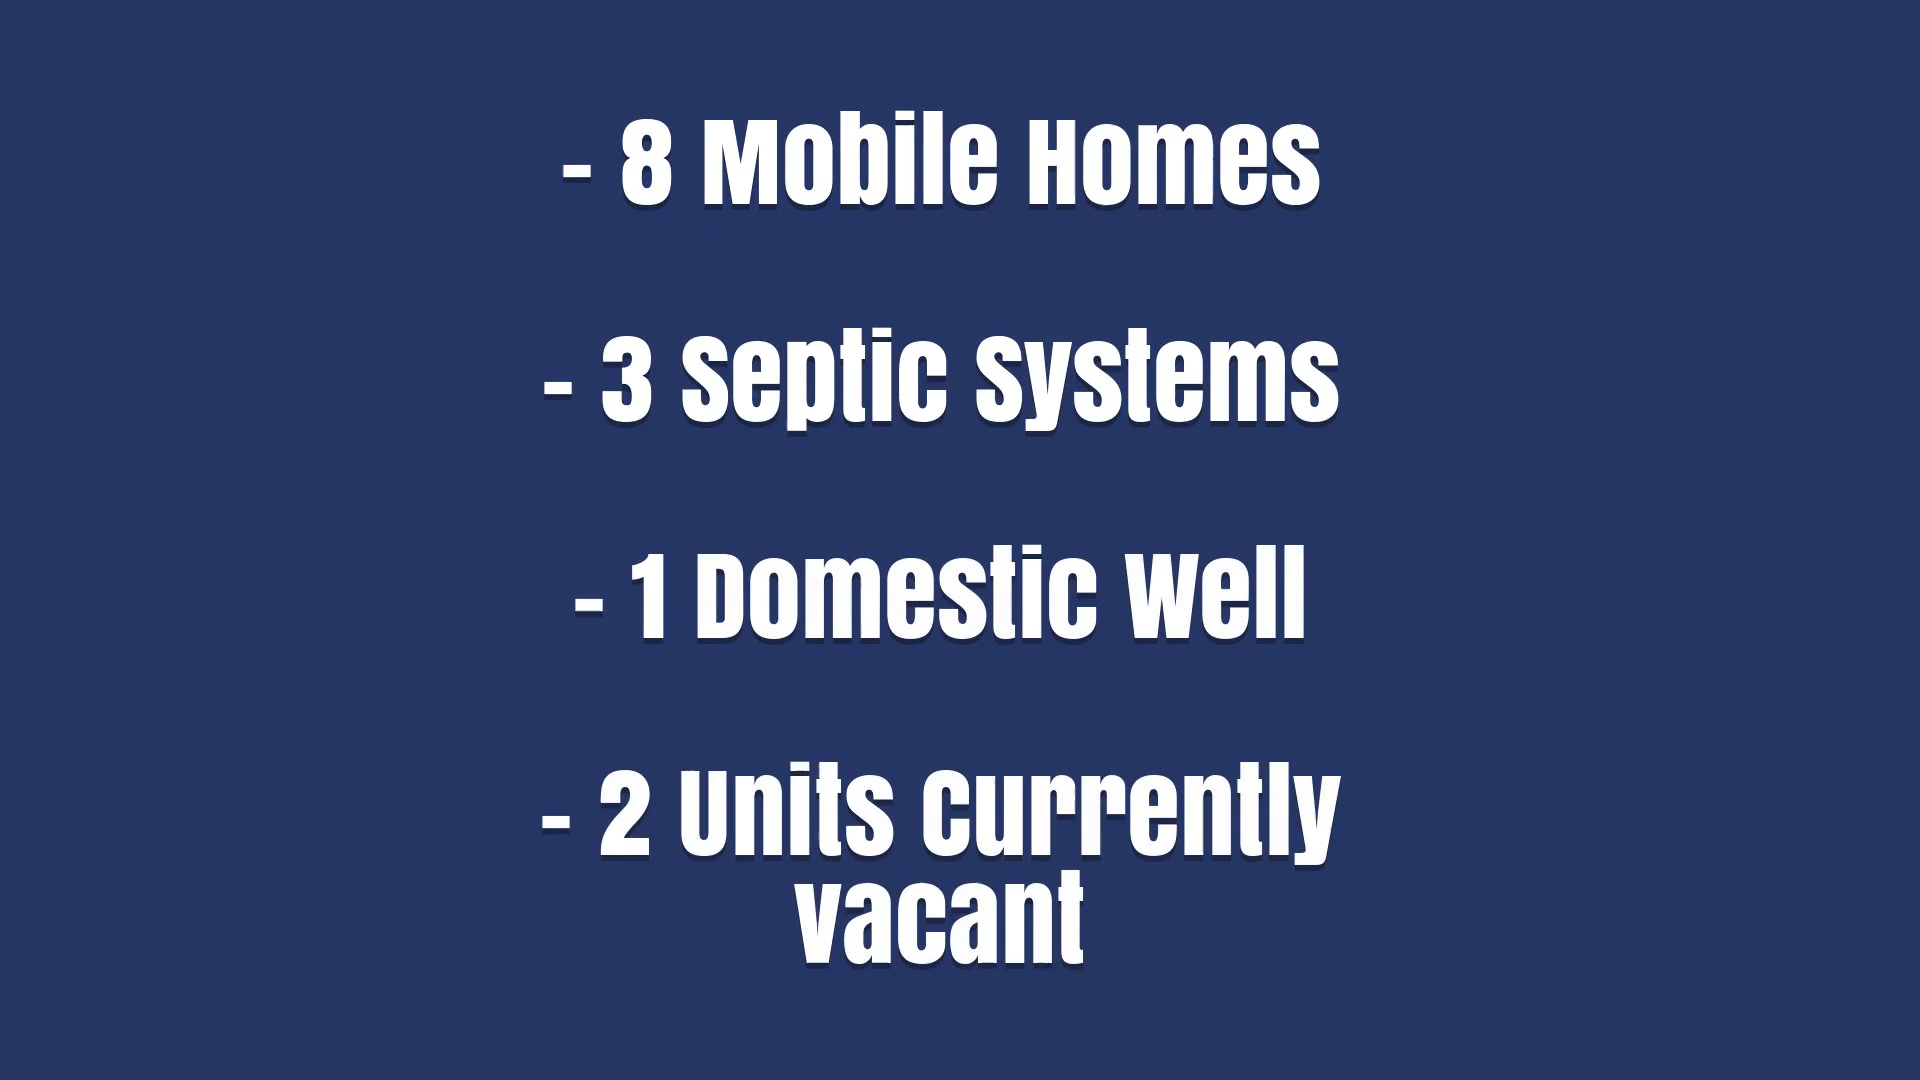 - 8 Mobile Homes
- 3 Septic Systems
- 1 Domestic Well
- 2 Units Currently
vacant